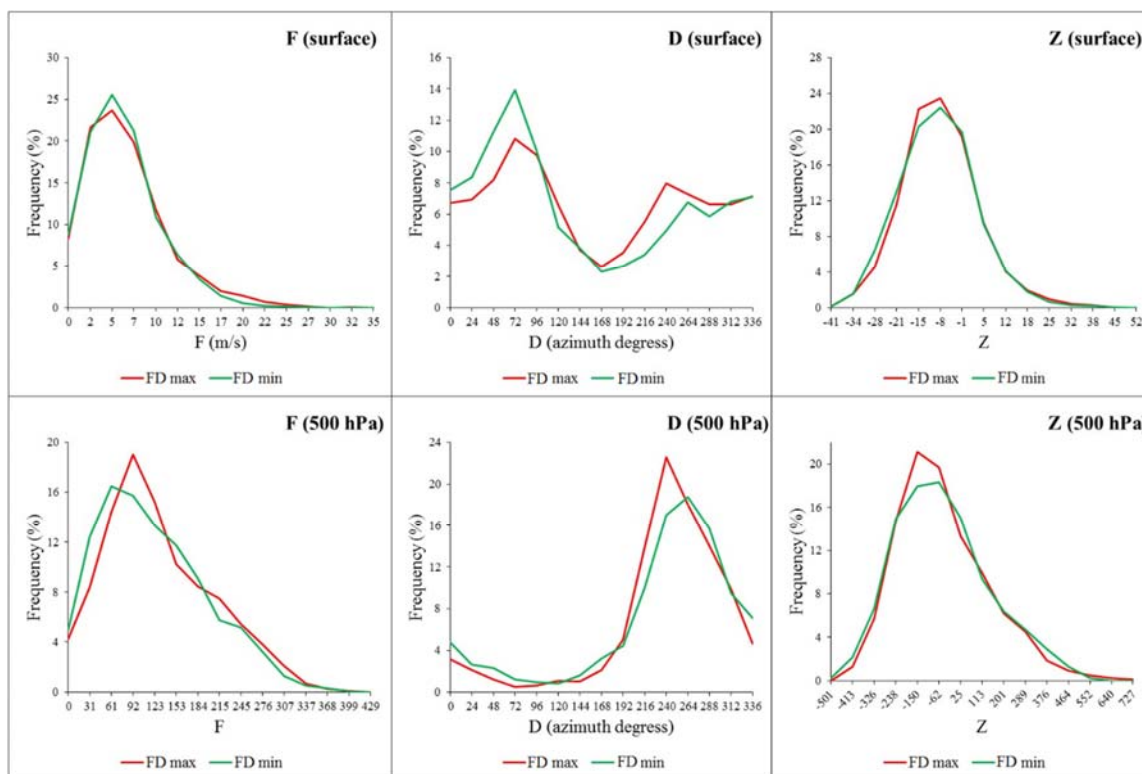 F (surface)
30
25
20
15
10
5
0
Frequency (%)
0 2 5 7 10 12 15 17 20 22 25 27 30 32 35
F (m/s)
FD max FD min
D (surface)
16
14
12
10
8
6
4
2
0
Frequency (%)
0 24 48 72 96 120 144 168 192 216 240 264 288 312 336
D (azimuth degress)
FD max FD min
Z (surface)
28
24
20
16
12
8
4
0
Frequency (%)
-41 -34 -28 -21 -15 -8 -1 5 12 18 25 32 38 45 52
Z
FD max FD min
F (500 hPa)
20
16
12
8
4
0
Frequency (%)
0 31 61 92 123 153 184 215 245 276 307 337 368 399 429
F
FD max FD min
D (500 hPa)
24
20
16
12
8
4
0
Frequency (%)
0 24 48 72 96 120 144 168 192 216 240 264 288 312 336
D (azimuth degress)
FD max FD min
Z (500 hPa)
20
16
12
8
4
0
Frequency (%)
-501 -413 -326 -238 -150 -62 25 113 201 289 376 464 552 640 727
Z
FD max FD min